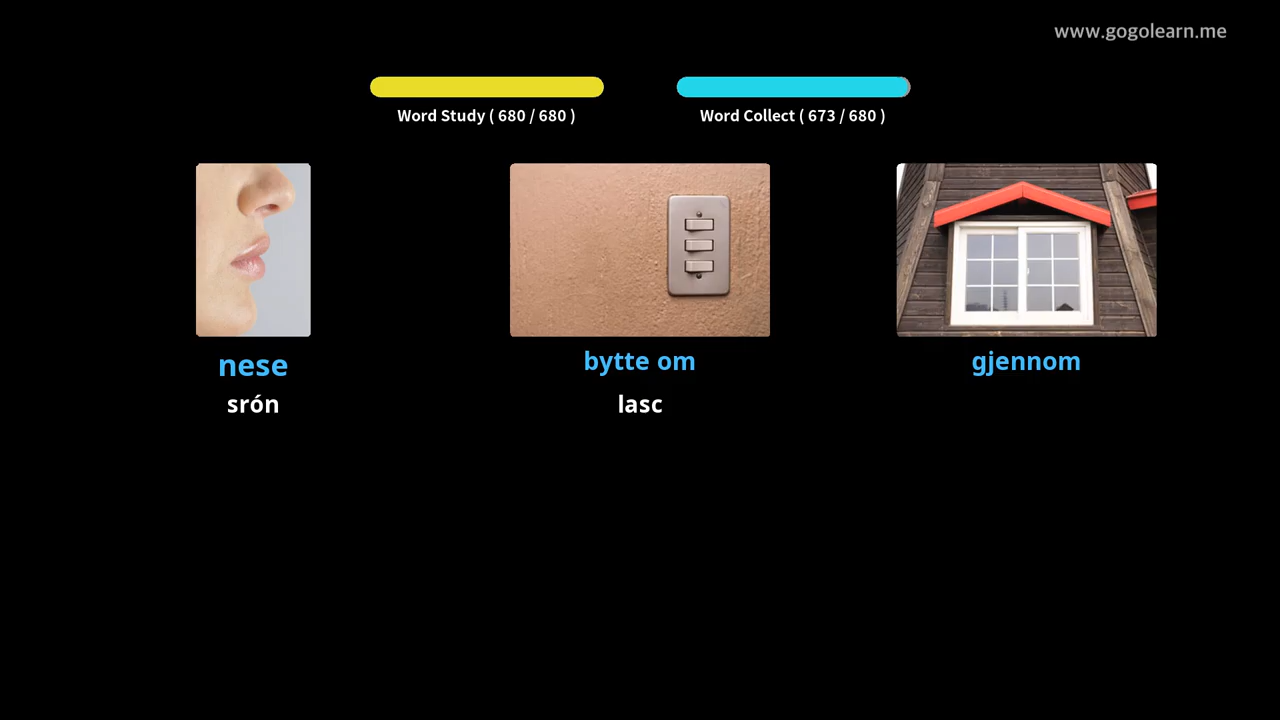 www.gogolearn.me
Word Study ( 680 / 680 )
Word Collect ( 673 / 680 )
nese
srón
bytte om
lasc
gjennom